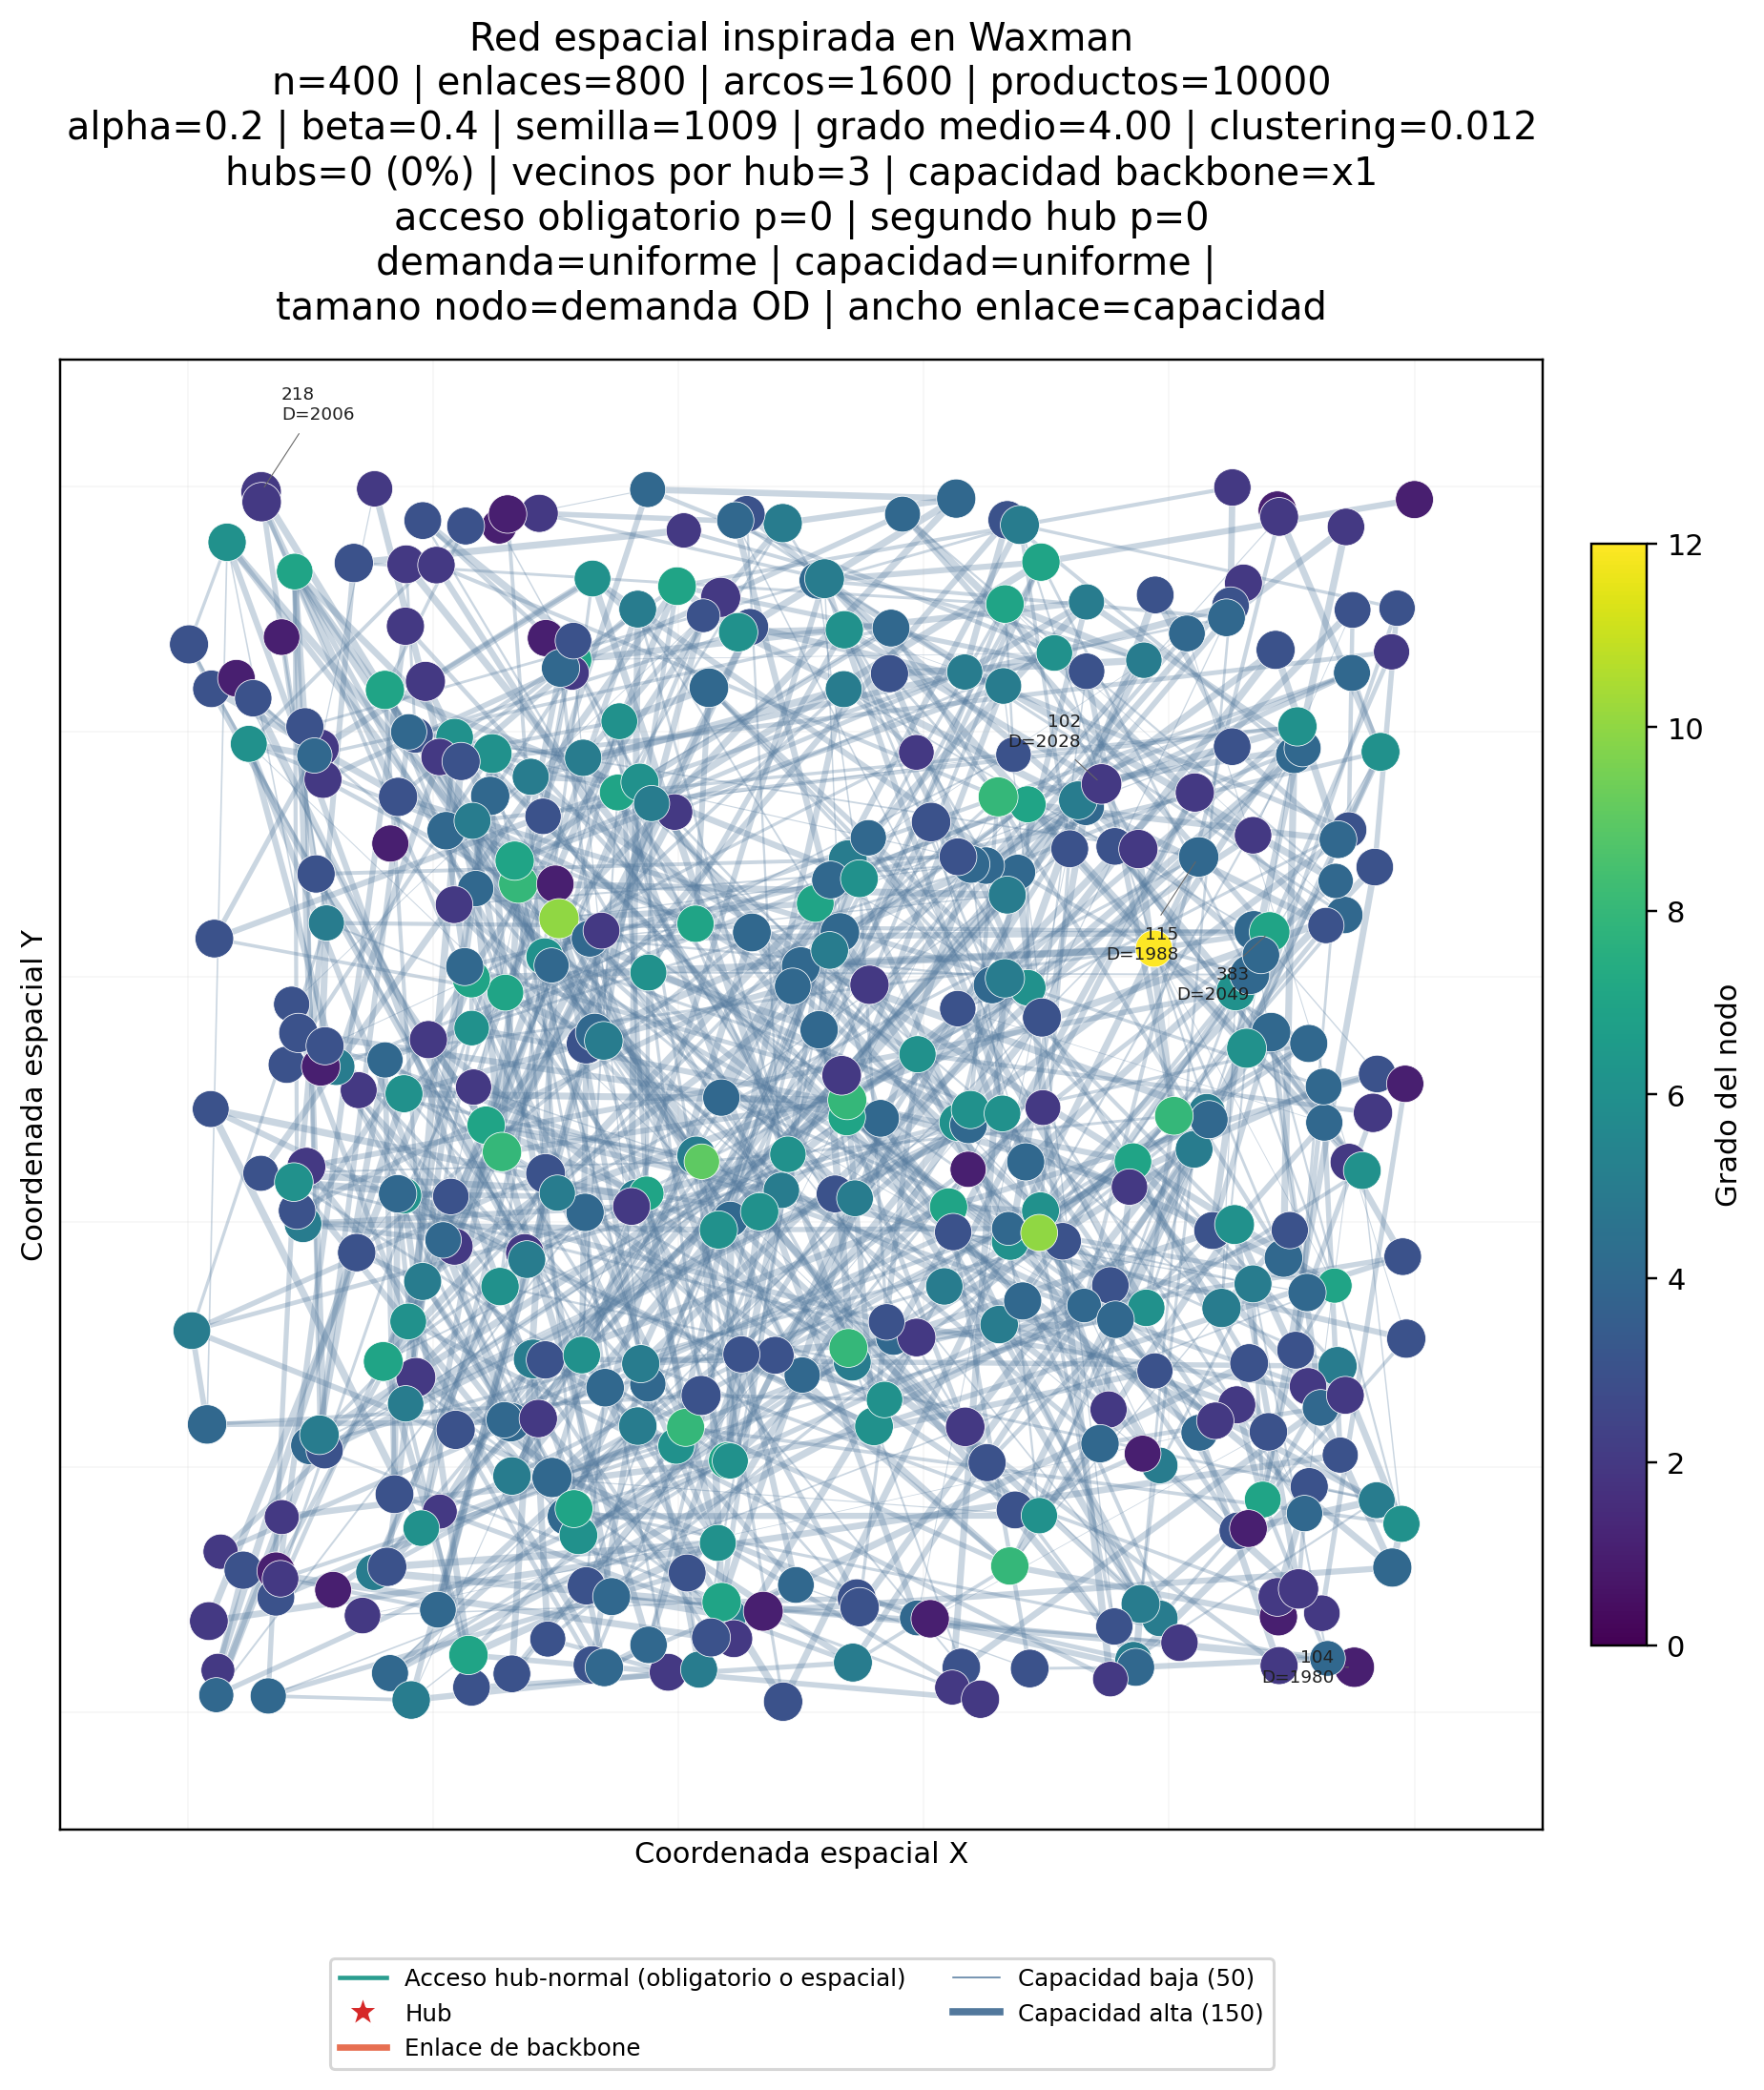 Red espacial inspirada en Waxman
n=400 | enlaces=800 | arcos=1600 | productos=10000
alpha=0.2 | beta=0.4 | semilla=1009 | grado medio=4.00 | clustering=0.012
hubs=0 (0%) | vecinos por hub=3 | capacidad backbone=x1
acceso obligatorio p=0 | segundo hub p=0
demanda=uniforme | capacidad=uniforme |
tamano nodo=demanda OD | ancho enlace=capacidad
218
D=2006
102
D=2028
115
D=1988
383
D=2049
104
D=1980
Coordenada espacial Y
Coordenada espacial X
12
10
8
6
4
2
0
Grado del nodo
Acceso hub-normal (obligatorio o espacial)
Hub
Enlace de backbone
Capacidad baja (50)
Capacidad alta (150)